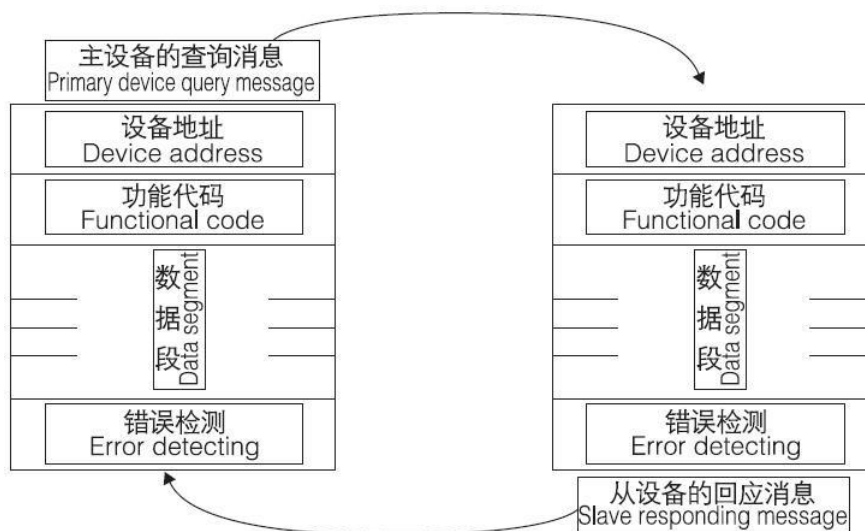 主设备的查询消息
Primary device query message
设备地址
Device address
功能代码
Functional code
数据段
Data segment
错误检测
Error detecting
设备地址
Device address
功能代码
Functional code
数据段
Data segment
错误检测
Error detecting
从设备的回应消息
Slave responding message